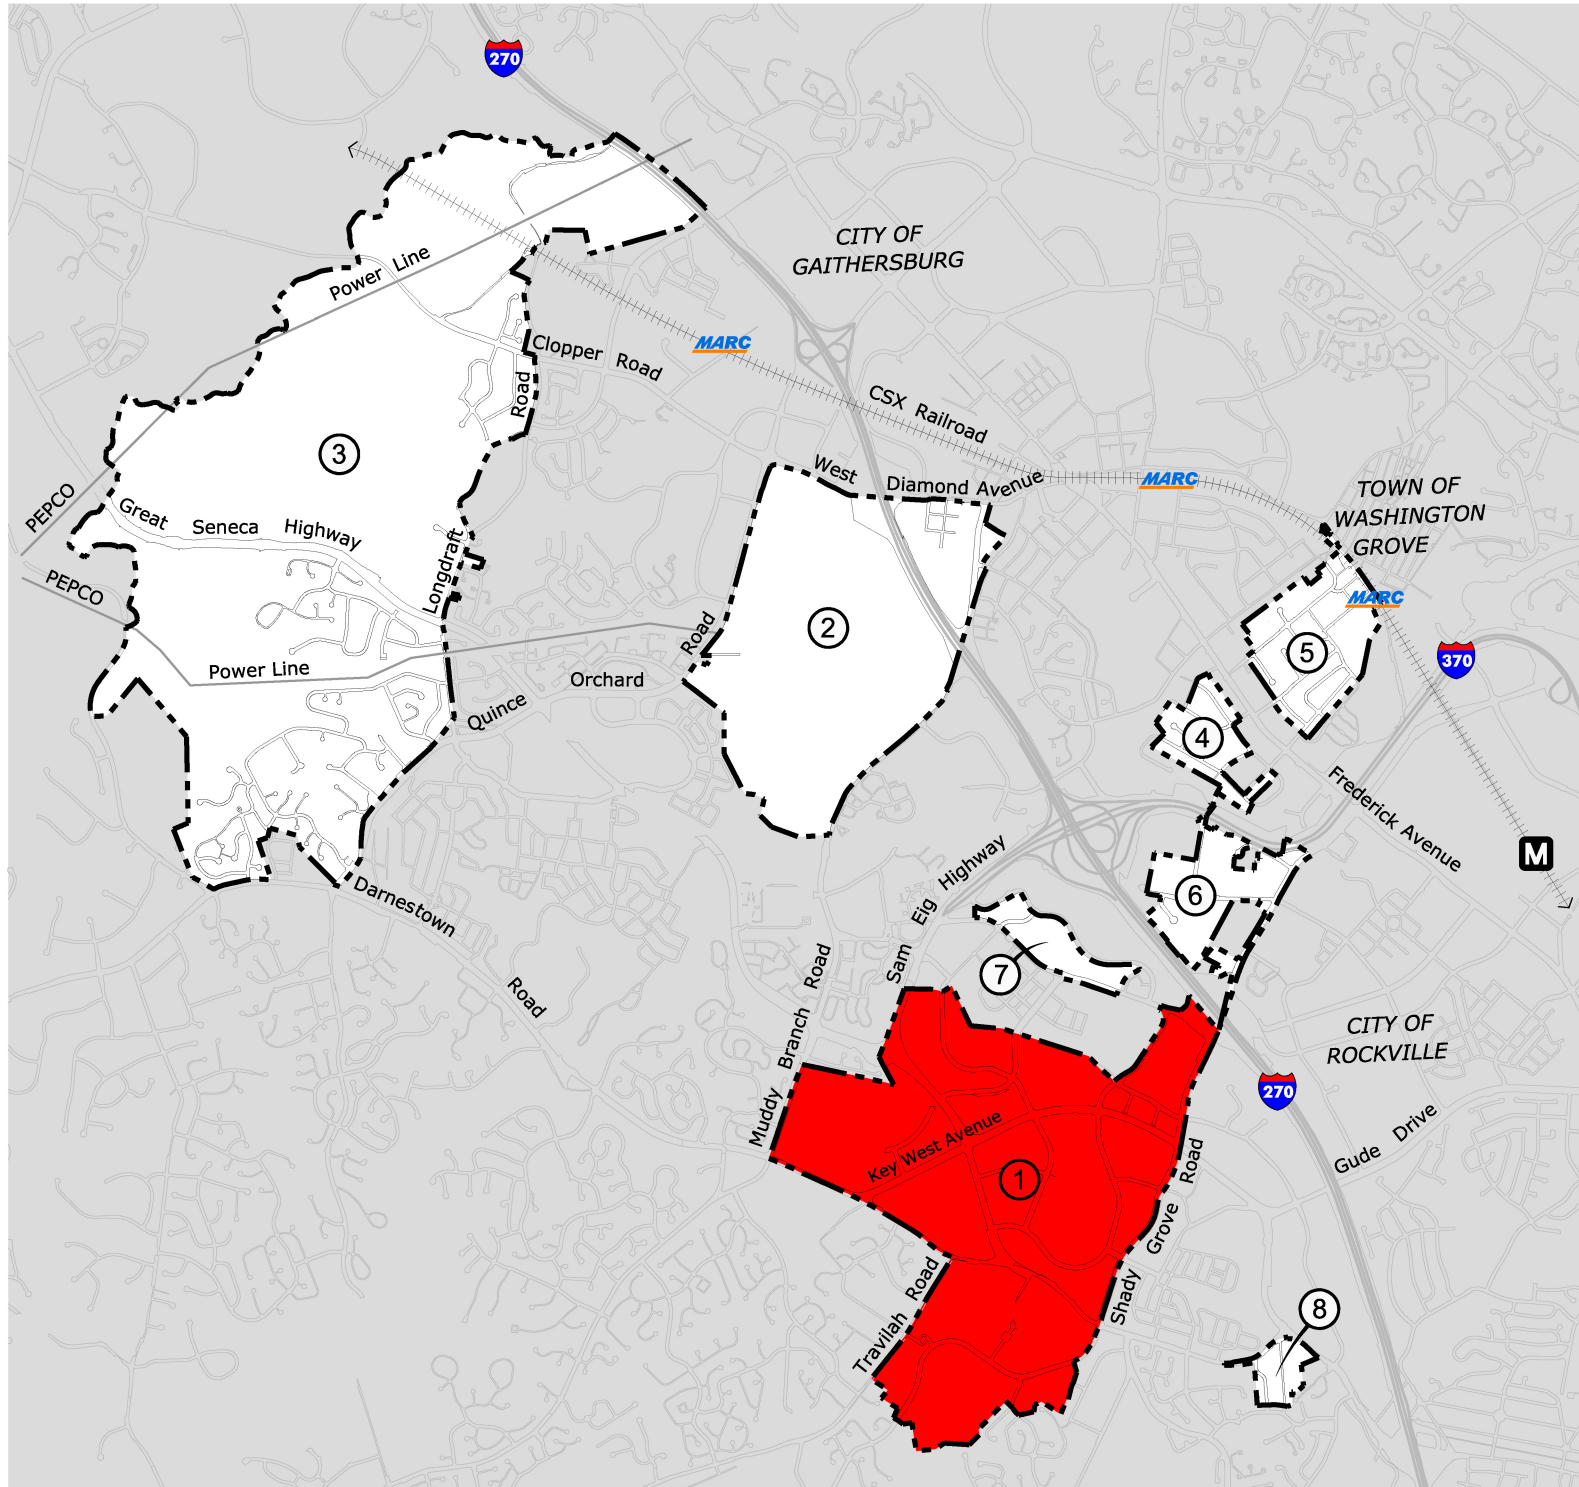 270
CITY OF
GAITHERSBURG
Power Line
MARC
Clopper Road
Road
CSX Railroad
3
West Diamond Avenue
MARC
TOWN OF
WASHINGTON
GROVE
PEPCO
Great Seneca Highway
Longdraft
PEPCO
MARC
2
Road
5
370
Power Line
Orchard
Quince
4
Frederick Avenue
M
Sam Eig Highway
6
Darnestown Road
7
Muddy Branch Road
CITY OF
ROCKVILLE
270
Gude Drive
Key West Avenue
1
Shady Grove Road
Travilah Road
8